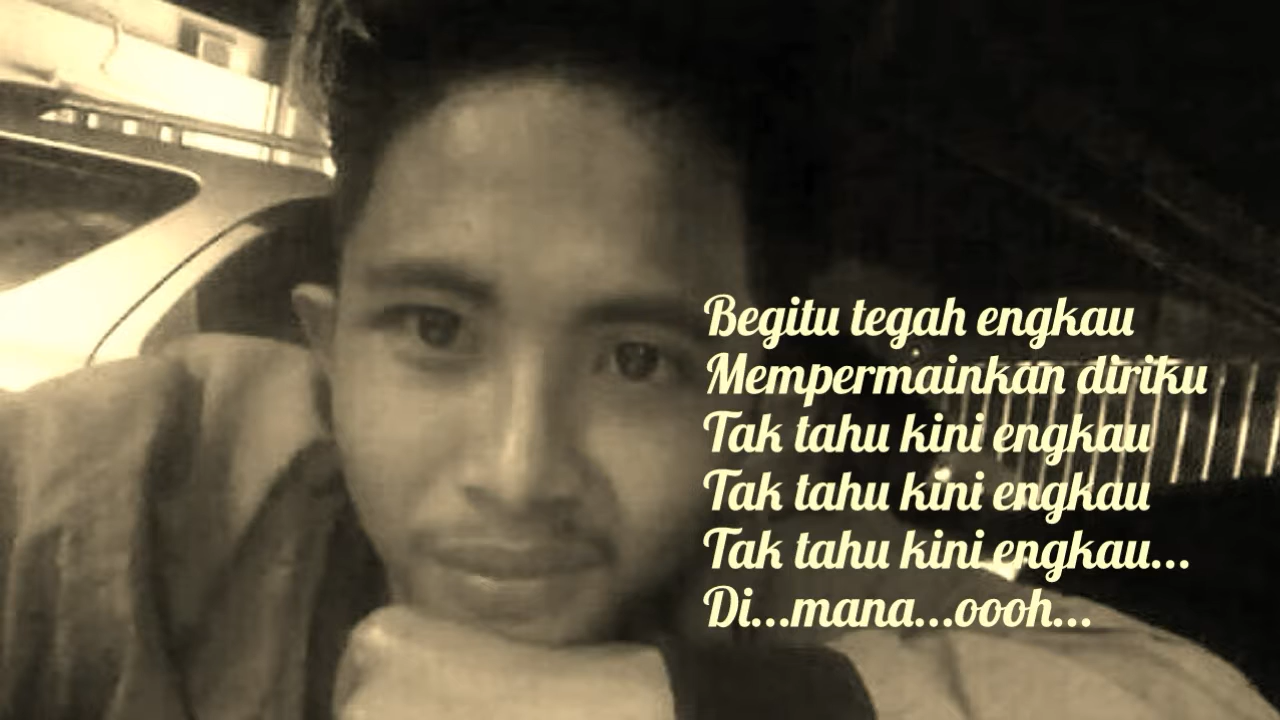 Begitu tegah engkau
Mempermainkan diriku
Tak tahu kini engkau
Tak tahu kini engkau
Tak tahu kini engkau...
Di...mana...oooh...